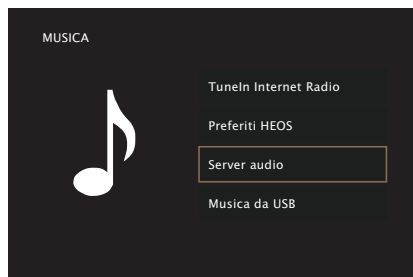 MUSICA
TuneIn Internet Radio
Preferiti HEOS
Server audio
Musica da USB